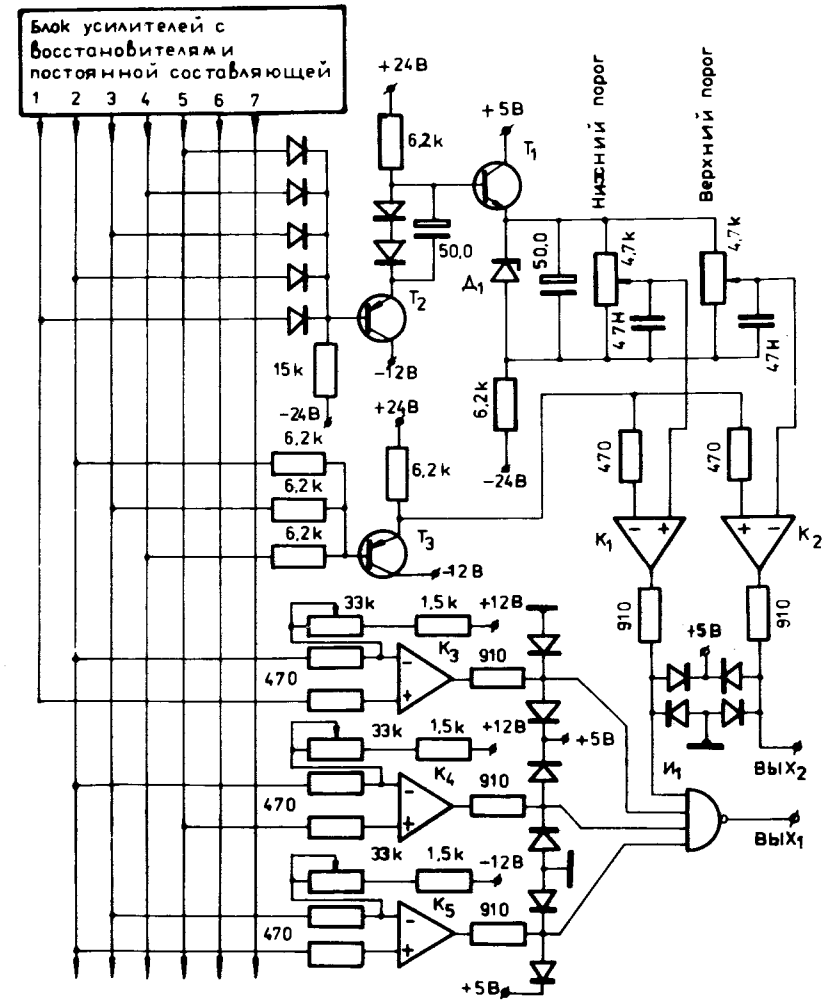 Блок усилителей с
восстановителями
постоянной составляющей
1 2 3 4 5 6 7
+24В
6,2k
+5В
T1
50,0
T2
-12В
15k
-24В
Д1
50,0
Нижний порог
4,7k
47Н
Верхний порог
4,7k
47Н
6,2k
-24В
+24В
6,2k
6,2k
6,2k
6,2k
T3
-12В
470
470
- +
K1
+ -
K2
910
910
+5В
ВЫХ2
33k
1,5k
+12В
470
-
+
K3
910
33k
1,5k
+12В
470
-
+
K4
910
+5В
33k
1,5k
-12В
470
-
+
K5
910
+5В
И1
ВЫХ1